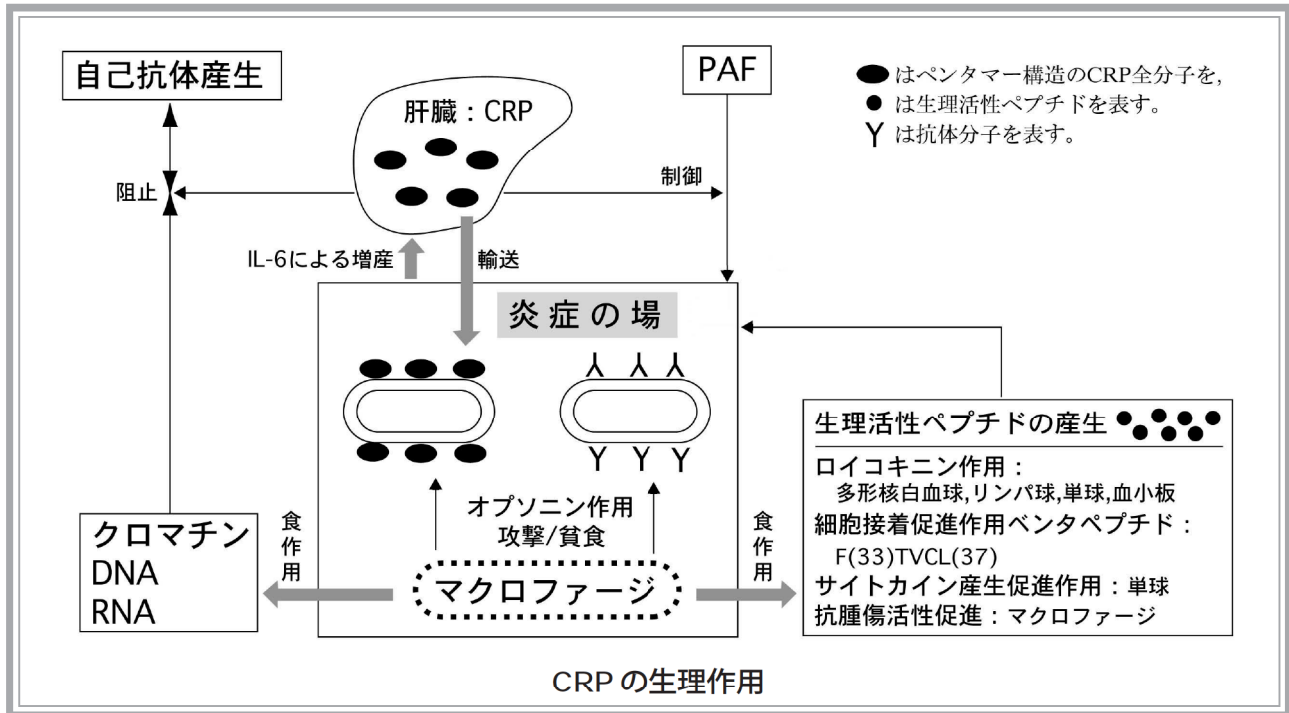 自己抗体産生
PAF
●はペンタマー構造のCRP全分子を,
●は生理活性ペプチドを表す。
Yは抗体分子を表す。
肝臓：CRP
阻止
制御
IL-6による増産
輸送
炎症の場
生理活性ペプチドの産生
ロイコキニン作用：
多形核白血球,リンパ球,単球,血小板
細胞接着促進作用ベンタペプチド：
F(33)TVCL(37)
サイトカイン産生促進作用：単球
抗腫傷活性促進：マクロファージ
オプソニン作用
攻撃/貧食
クロマチン
DNA
RNA
食作用
マクロファージ
食作用
CRPの生理作用